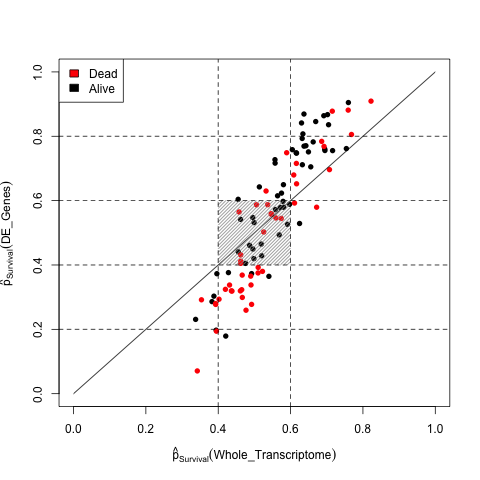 Dead
Alive
1.0
0.8
0.6
0.4
0.2
0.0
p̂Survival(DE_Genes)
0.0 0.2 0.4 0.6 0.8 1.0
p̂Survival(Whole_Transcriptome)